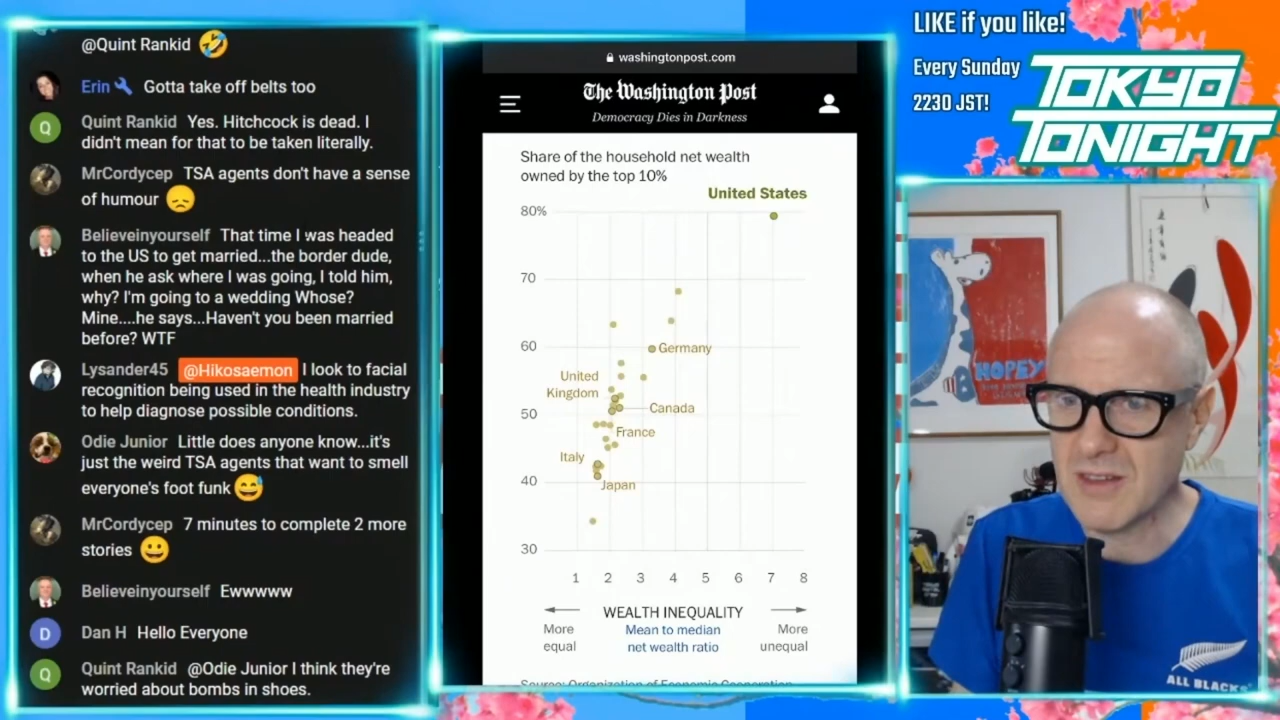 @Quint Rankid 🤣
Erin Gotta take off belts too
Q
Quint Rankid Yes. Hitchcock is dead. I
didn't mean for that to be taken literally.
MrCordycep TSA agents don't have a sense
of humour 😞
Believeinyourself That time I was headed
to the US to get married...the border dude,
when he ask where I was going, I told him,
why? I'm going to a wedding Whose?
Mine....he says...Haven't you been married
before? WTF
Lysander45 @Hikosaemon I look to facial
recognition being used in the health industry
to help diagnose possible conditions.
Odie Junior Little does anyone know...it's
just the weird TSA agents that want to smell
everyone's foot funk 😅
MrCordycep 7 minutes to complete 2 more
stories 😀
Believeinyourself Ewwwww
D
Dan H Hello Everyone
Q
Quint Rankid @Odie Junior I think they're
worried about bombs in shoes.
washingtonpost.com
The Washington Post
Democracy Dies in Darkness
Share of the household net wealth
owned by the top 10%
United States
80%
70
60
Germany
United
Kingdom
50
Canada
France
Italy
40
Japan
30
1 2 3 4 5 6 7 8
WEALTH INEQUALITY
More
equal
Mean to median
net wealth ratio
More
unequal
Source: Organization of Economic Cooperation
LIKE if you like!
Every Sunday
2230 JST!
TOKYO
TONIGHT
HOPEY
ALL BLACKS